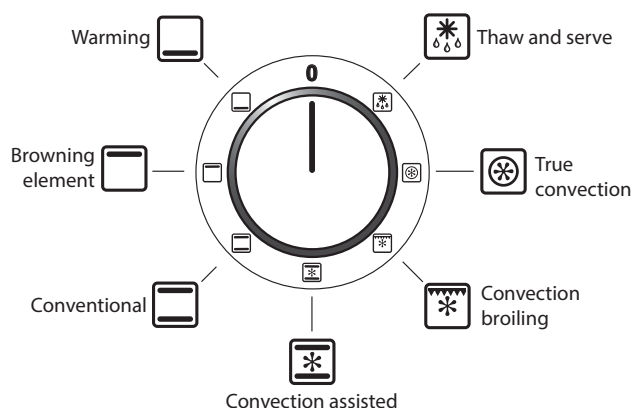 Warming
Thaw and serve
0
Browning
element
True
convection
Conventional
Convection
broiling
Convection assisted